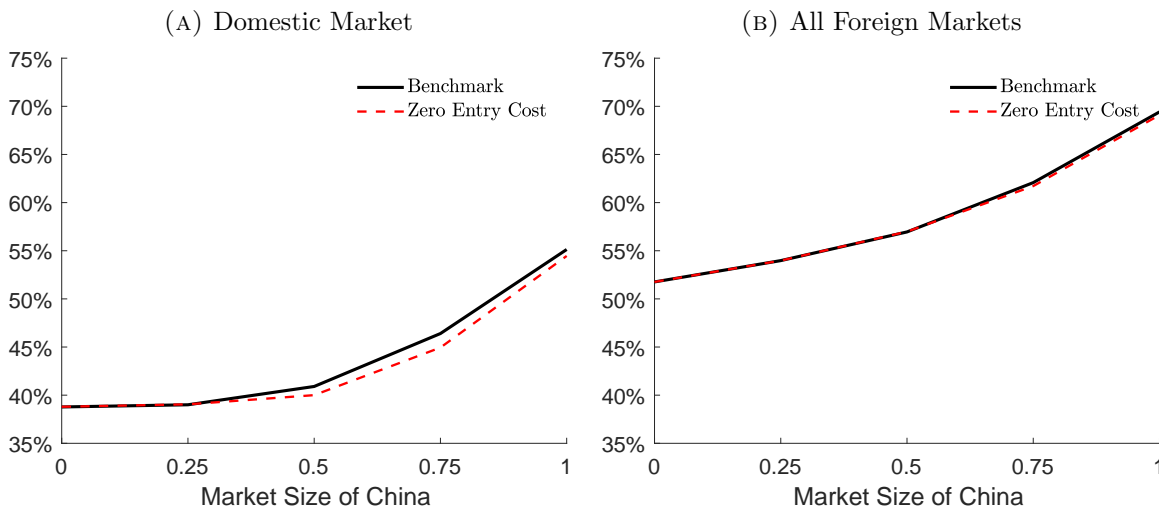 (A) Domestic Market
75%
70%
65%
60%
55%
50%
45%
40%
35%
Benchmark
Zero Entry Cost
0 0.25 0.5 0.75 1
Market Size of China
(B) All Foreign Markets
75%
70%
65%
60%
55%
50%
45%
40%
35%
Benchmark
Zero Entry Cost
0 0.25 0.5 0.75 1
Market Size of China